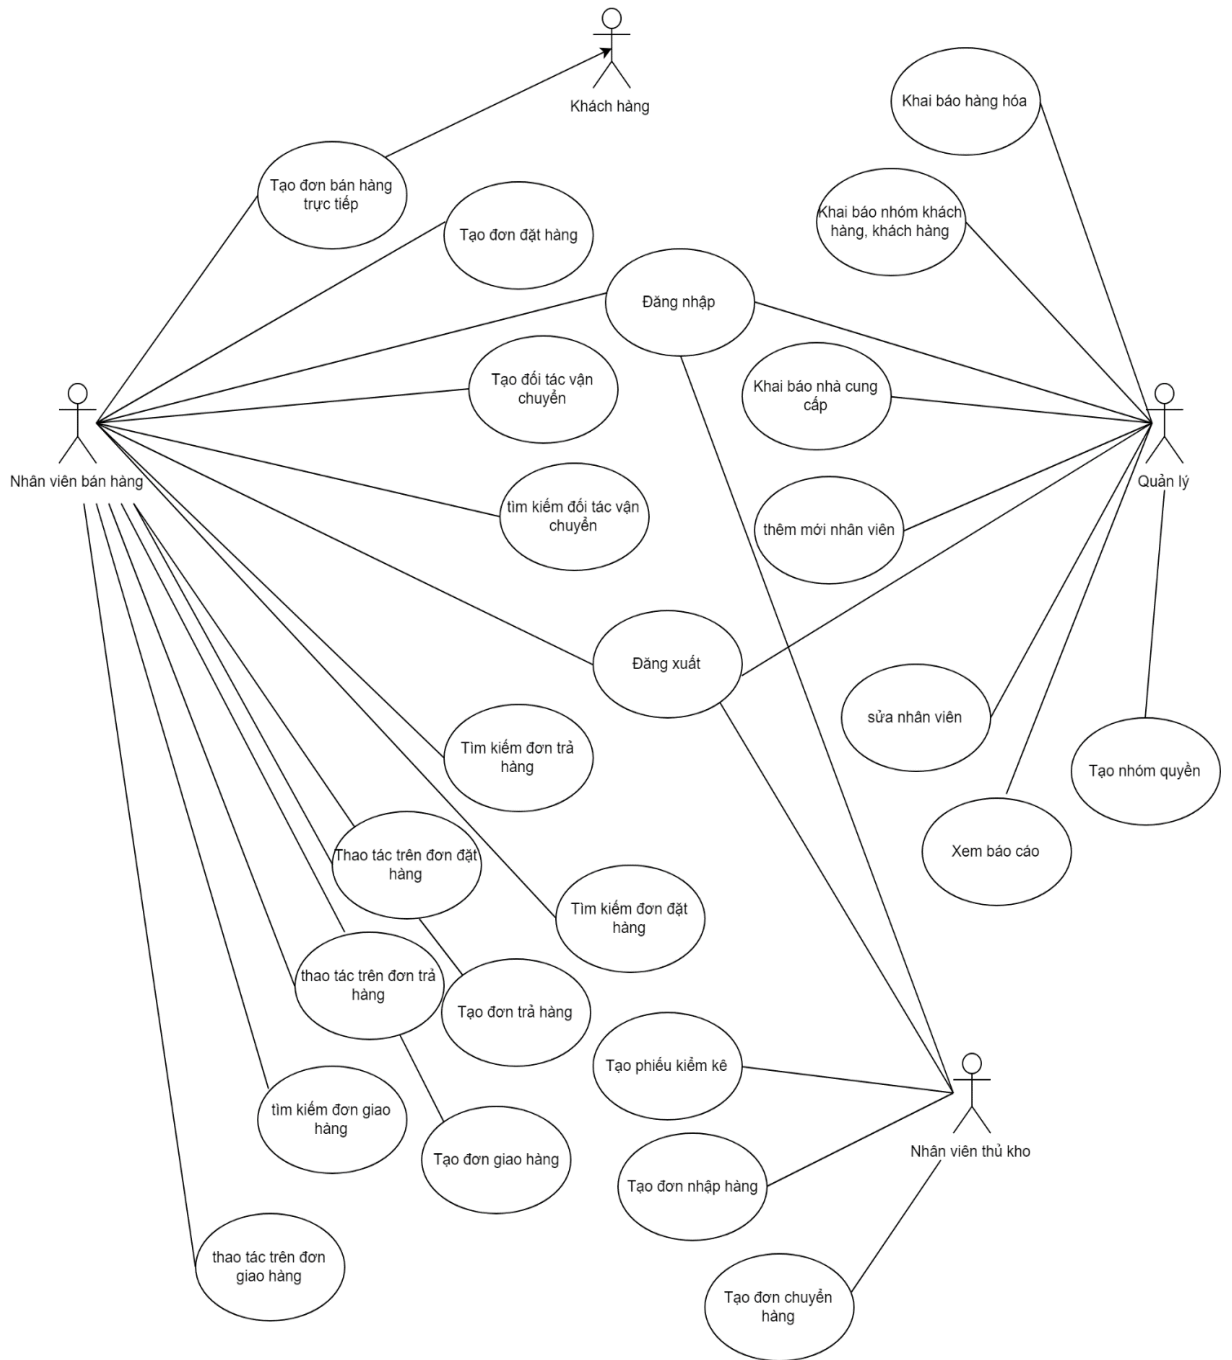 Khách hàng
Khai báo hàng hóa
Tạo đơn bán hàng
trực tiếp
Khai báo nhóm khách
hàng, khách hàng
Tạo đơn đặt hàng
Đăng nhập
Tạo đối tác vận
chuyển
Khai báo nhà cung
cấp
Nhân viên bán hàng
Quản lý
tìm kiếm đối tác vận
chuyển
thêm mới nhân viên
Đăng xuất
sửa nhân viên
Tìm kiếm đơn trả
hàng
Tạo nhóm quyền
Thao tác trên đơn đặt
hàng
Xem báo cáo
Tìm kiếm đơn đặt
hàng
thao tác trên đơn trả
hàng
Tạo đơn trả hàng
Tạo phiếu kiểm kê
tìm kiếm đơn giao
hàng
Tạo đơn giao hàng
Nhân viên thủ kho
Tạo đơn nhập hàng
thao tác trên đơn
giao hàng
Tạo đơn chuyển
hàng